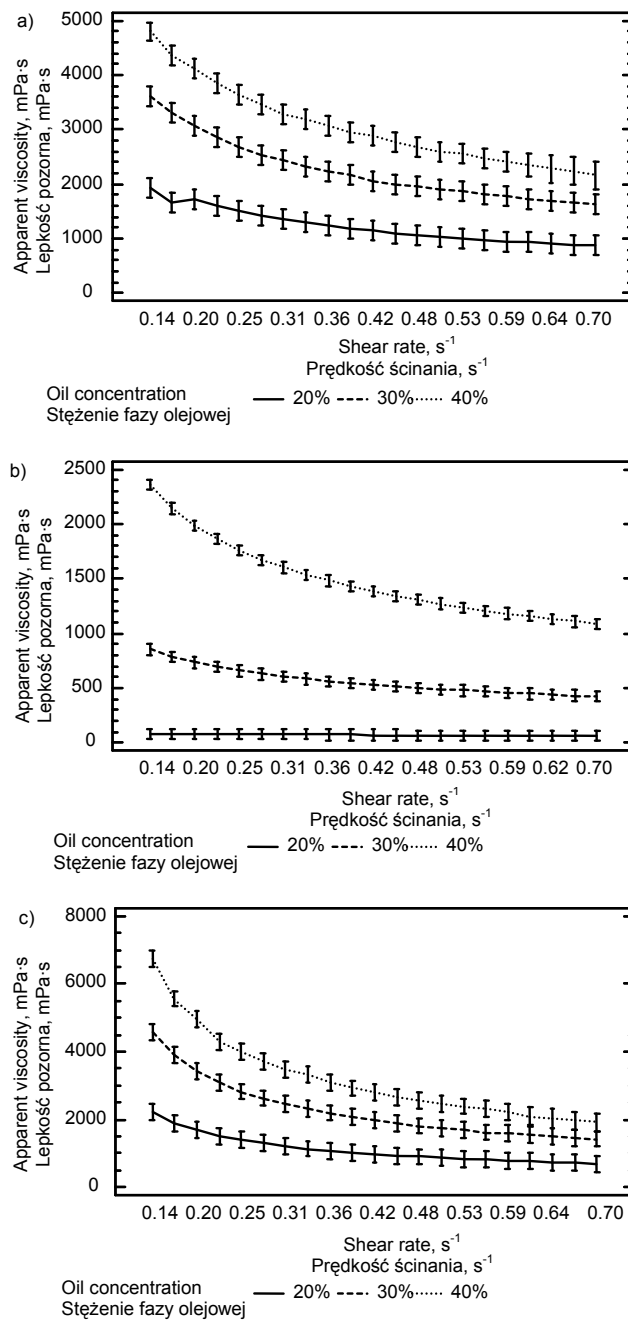 a)
Apparent viscosity, mPa·s
Lepkość pozorna, mPa·s
5000
4000
3000
2000
1000
0
0.14 0.20 0.25 0.31 0.36 0.42 0.48 0.53 0.59 0.64 0.70
Shear rate, s⁻¹
Prędkość ścinania, s⁻¹
Oil concentration
Stężenie fazy olejowej
20% 30% 40%
b)
Apparent viscosity, mPa·s
Lepkość pozorna, mPa·s
2500
2000
1500
1000
500
0
0.14 0.20 0.25 0.31 0.36 0.42 0.48 0.53 0.59 0.64 0.70
Shear rate, s⁻¹
Prędkość ścinania, s⁻¹
Oil concentration
Stężenie fazy olejowej
20% 30% 40%
c)
Apparent viscosity, mPa·s
Lepkość pozorna, mPa·s
8000
6000
4000
2000
0
0.14 0.20 0.25 0.31 0.36 0.42 0.48 0.53 0.59 0.64 0.70
Shear rate, s⁻¹
Prędkość ścinania, s⁻¹
Oil concentration
Stężenie fazy olejowej
20% 30% 40%